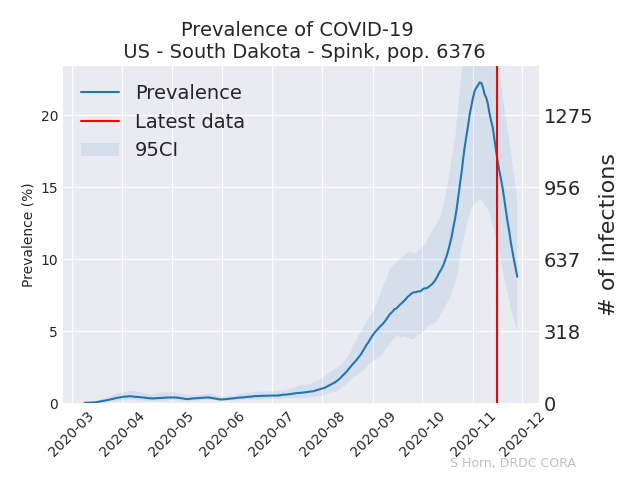 Prevalence of COVID-19
US - South Dakota - Spink, pop. 6376
Prevalence
Latest data
95CI
Prevalence (%)
20
15
10
5
0
1275
956
637
318
0
# of infections
2020-03
2020-04
2020-05
2020-06
2020-07
2020-08
2020-09
2020-10
2020-11
2020-12
S Horn, DRDC CORA